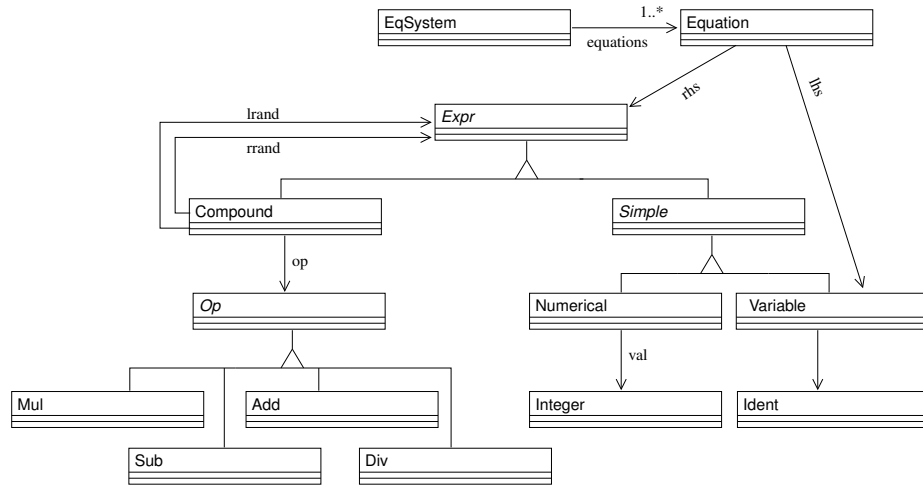 EqSystem
1..*
equations
Equation
rhs
lhs
Expr
lrand
rrand
Compound
Simple
op
Op
Numerical
Variable
val
Mul
Add
Integer
Ident
Sub
Div